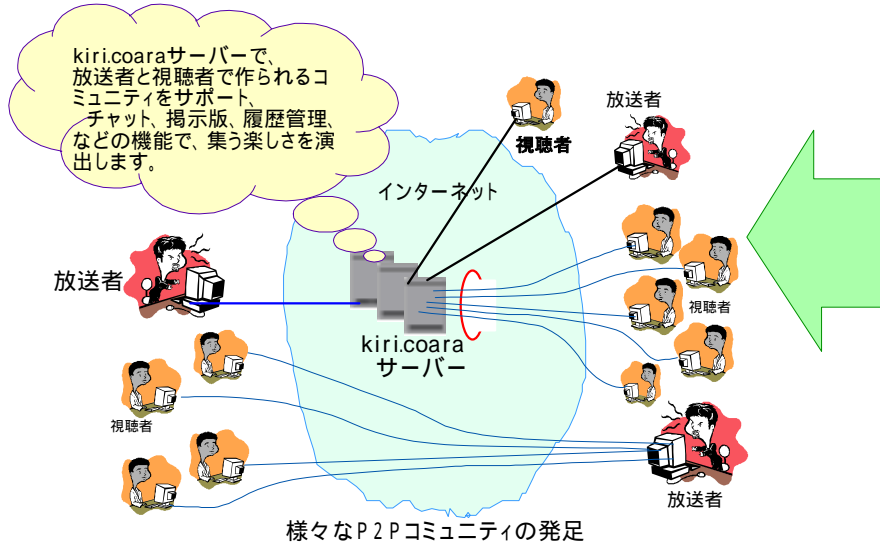 kiri.coaraサーバーで、
放送者と視聴者で作られるコ
ミュニティをサポート、
チャット、掲示版、履歴管理、
などの機能で、集う楽しさを演
出します。
視聴者
放送者
インターネット
放送者
視聴者
kiri.coara
サーバー
視聴者
放送者
様々なP2Pコミュニティの発足